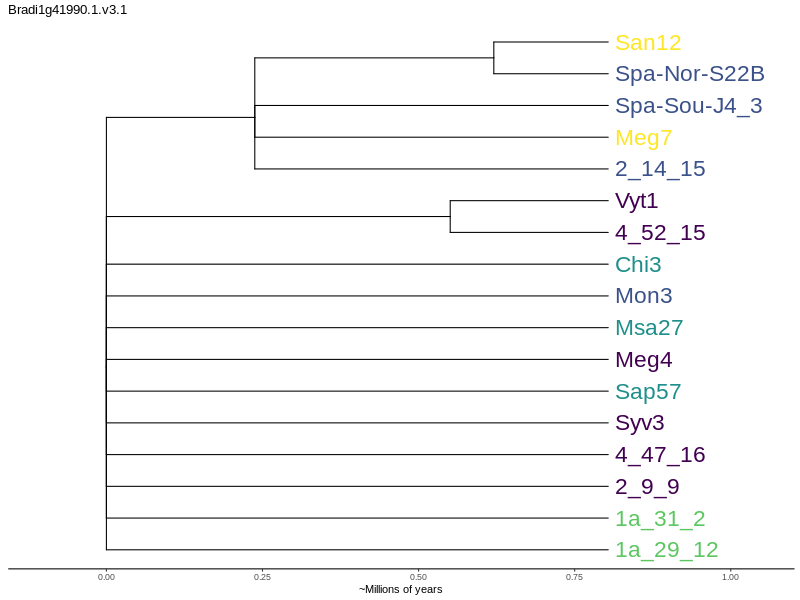 Bradi1g41990.1.v3.1
San12
Spa-Nor-S22B
Spa-Sou-J4_3
Meg7
2_14_15
Vyt1
4_52_15
Chi3
Mon3
Msa27
Meg4
Sap57
Syv3
4_47_16
2_9_9
1a_31_2
1a_29_12
0.00 0.25 0.50 0.75 1.00
~Millions of years